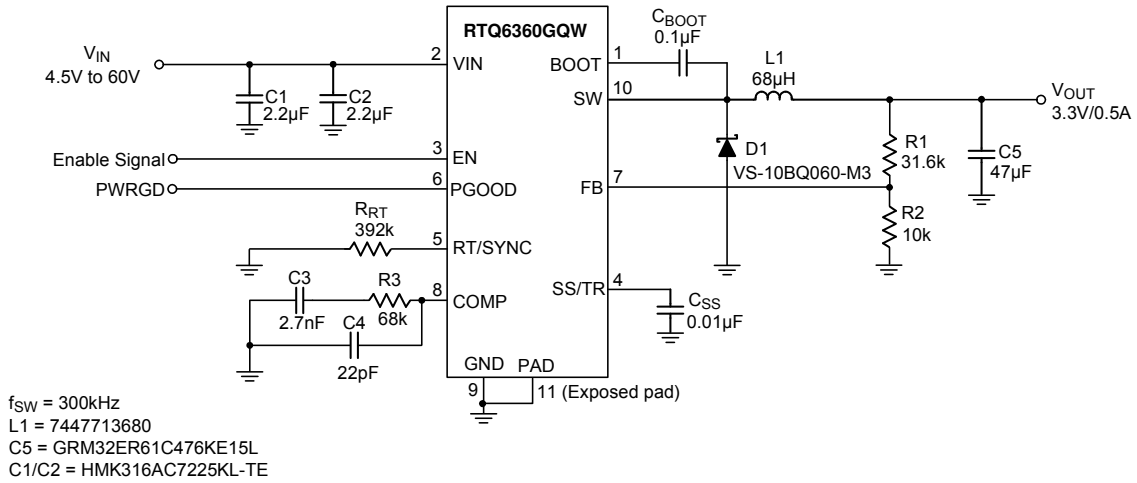 RTQ6360GQW
V_IN
4.5V to 60V
2
VIN
C1
2.2µF
C2
2.2µF
Enable Signal
3
EN
PWRGD
6
PGOOD
R_RT
392k
5
RT/SYNC
C3
2.7nF
R3
68k
8
COMP
C4
22pF
GND
9
PAD
11 (Exposed pad)
BOOT
1
C_BOOT
0.1µF
SW
10
L1
68µH
D1
VS-10BQ060-M3
FB
7
R1
31.6k
R2
10k
C5
47µF
V_OUT
3.3V/0.5A
SS/TR
4
C_SS
0.01µF
f_SW = 300kHz
L1 = 7447713680
C5 = GRM32ER61C476KE15L
C1/C2 = HMK316AC7225KL-TE